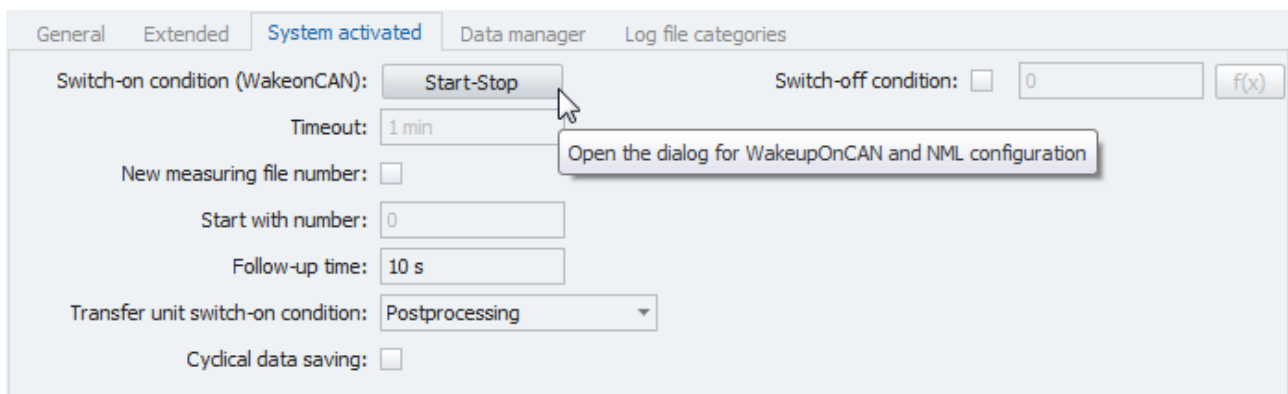 General Extended System activated Data manager Log file categories
Switch-on condition (WakeonCAN): Start-Stop Switch-off condition: 0 f(x)
Timeout: 1 min
Open the dialog for WakeupOnCAN and NML configuration
New measuring file number:
Start with number: 0
Follow-up time: 10 s
Transfer unit switch-on condition: Postprocessing
Cyclical data saving: